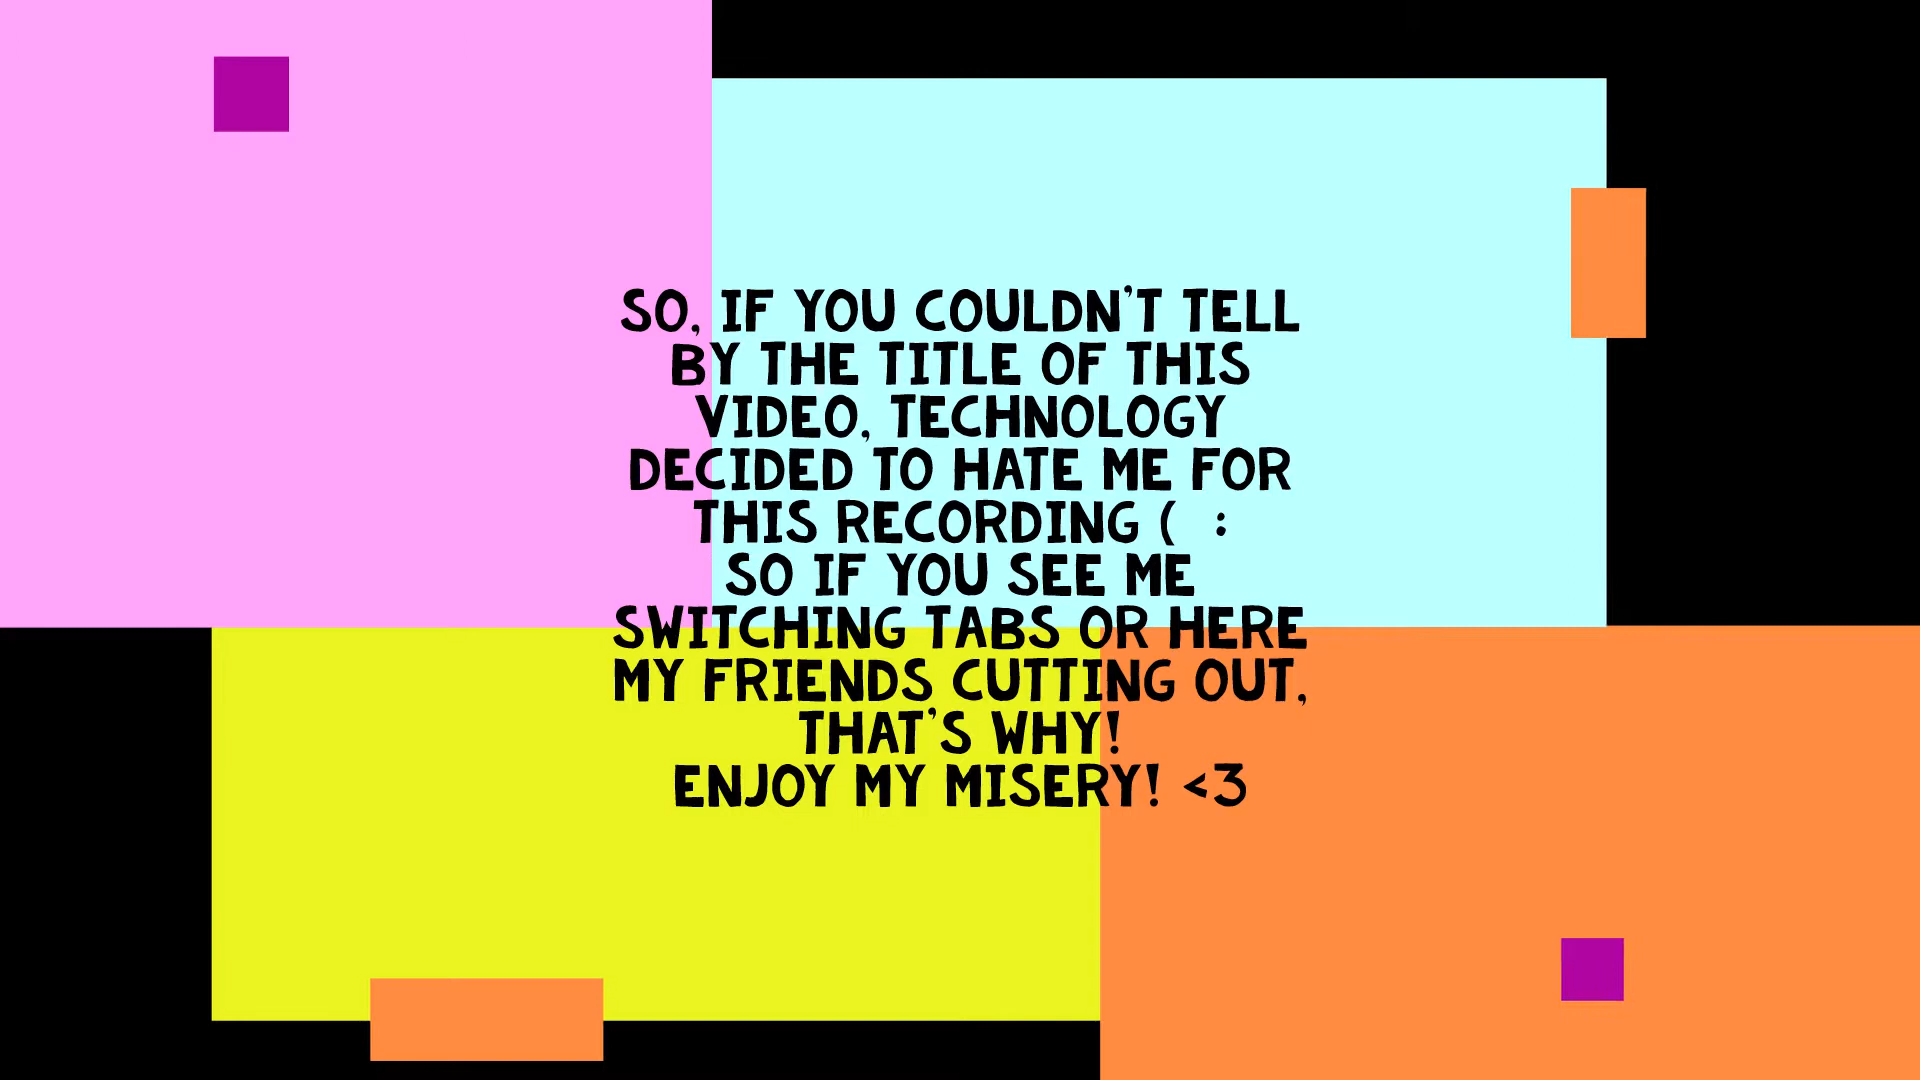 SO, IF YOU COULDN'T TELL
BY THE TITLE OF THIS
VIDEO, TECHNOLOGY
DECIDED TO HATE ME FOR
THIS RECORDING ( :
SO IF YOU SEE ME
SWITCHING TABS OR HERE
MY FRIENDS CUTTING OUT,
THAT'S WHY!
ENJOY MY MISERY! <3